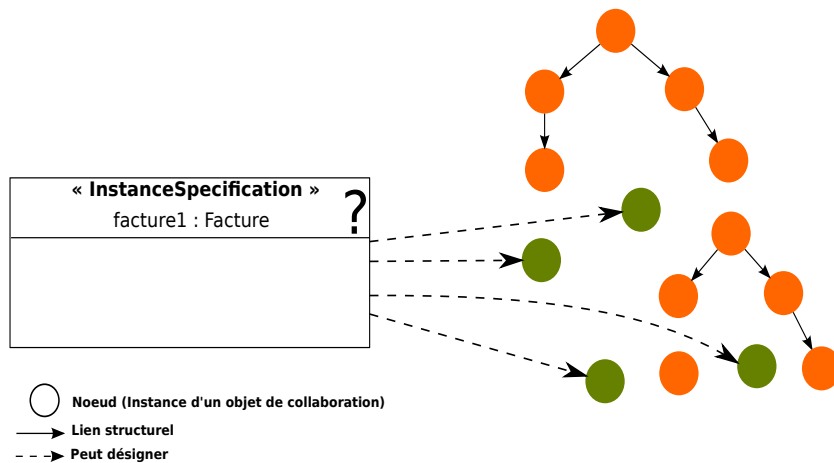 « InstanceSpecification »
?
facture1 : Facture
Noeud (Instance d'un objet de collaboration)
Lien structurel
Peut désigner